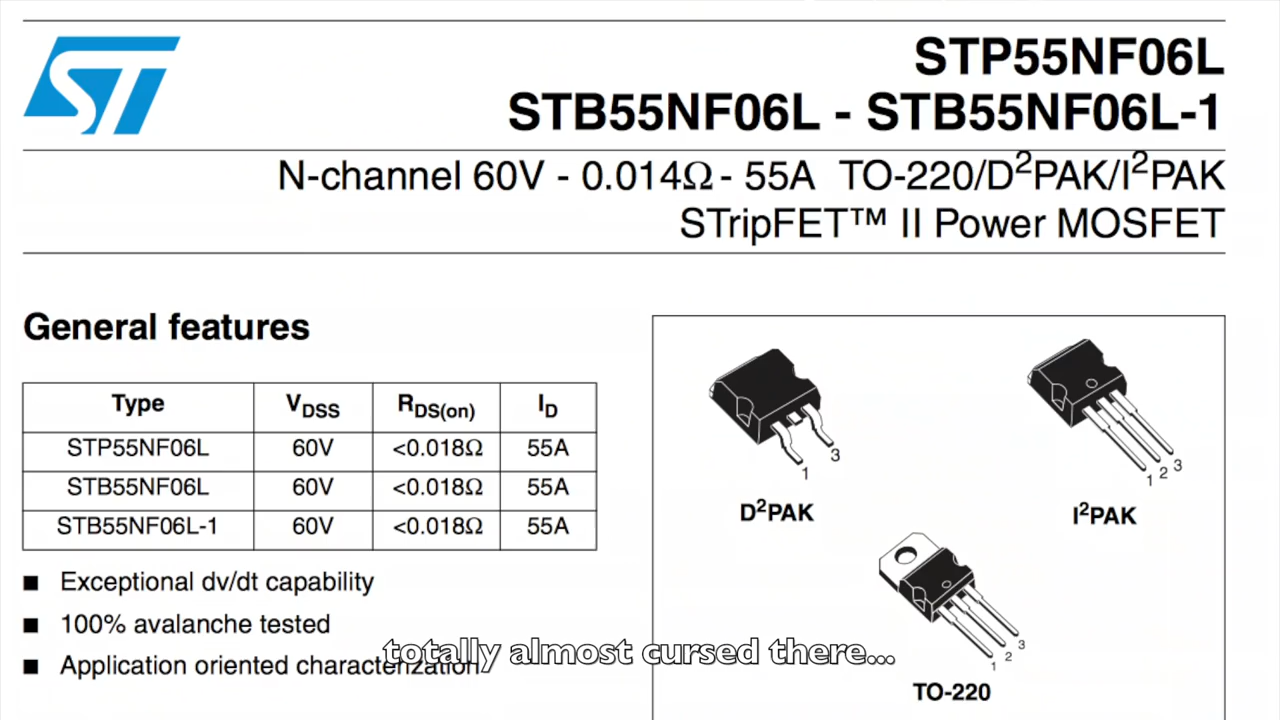 ST
STP55NF06L
STB55NF06L - STB55NF06L-1
N-channel 60V - 0.014Ω - 55A TO-220/D²PAK/I²PAK
STripFET™ II Power MOSFET
General features
Type VDSS RDS(on) ID
STP55NF06L 60V <0.018Ω 55A
STB55NF06L 60V <0.018Ω 55A
STB55NF06L-1 60V <0.018Ω 55A
■ Exceptional dv/dt capability
■ 100% avalanche tested
■ Application oriented characterization
1 3
D²PAK
1 2 3
I²PAK
1 2 3
TO-220
totally almost cursed there...